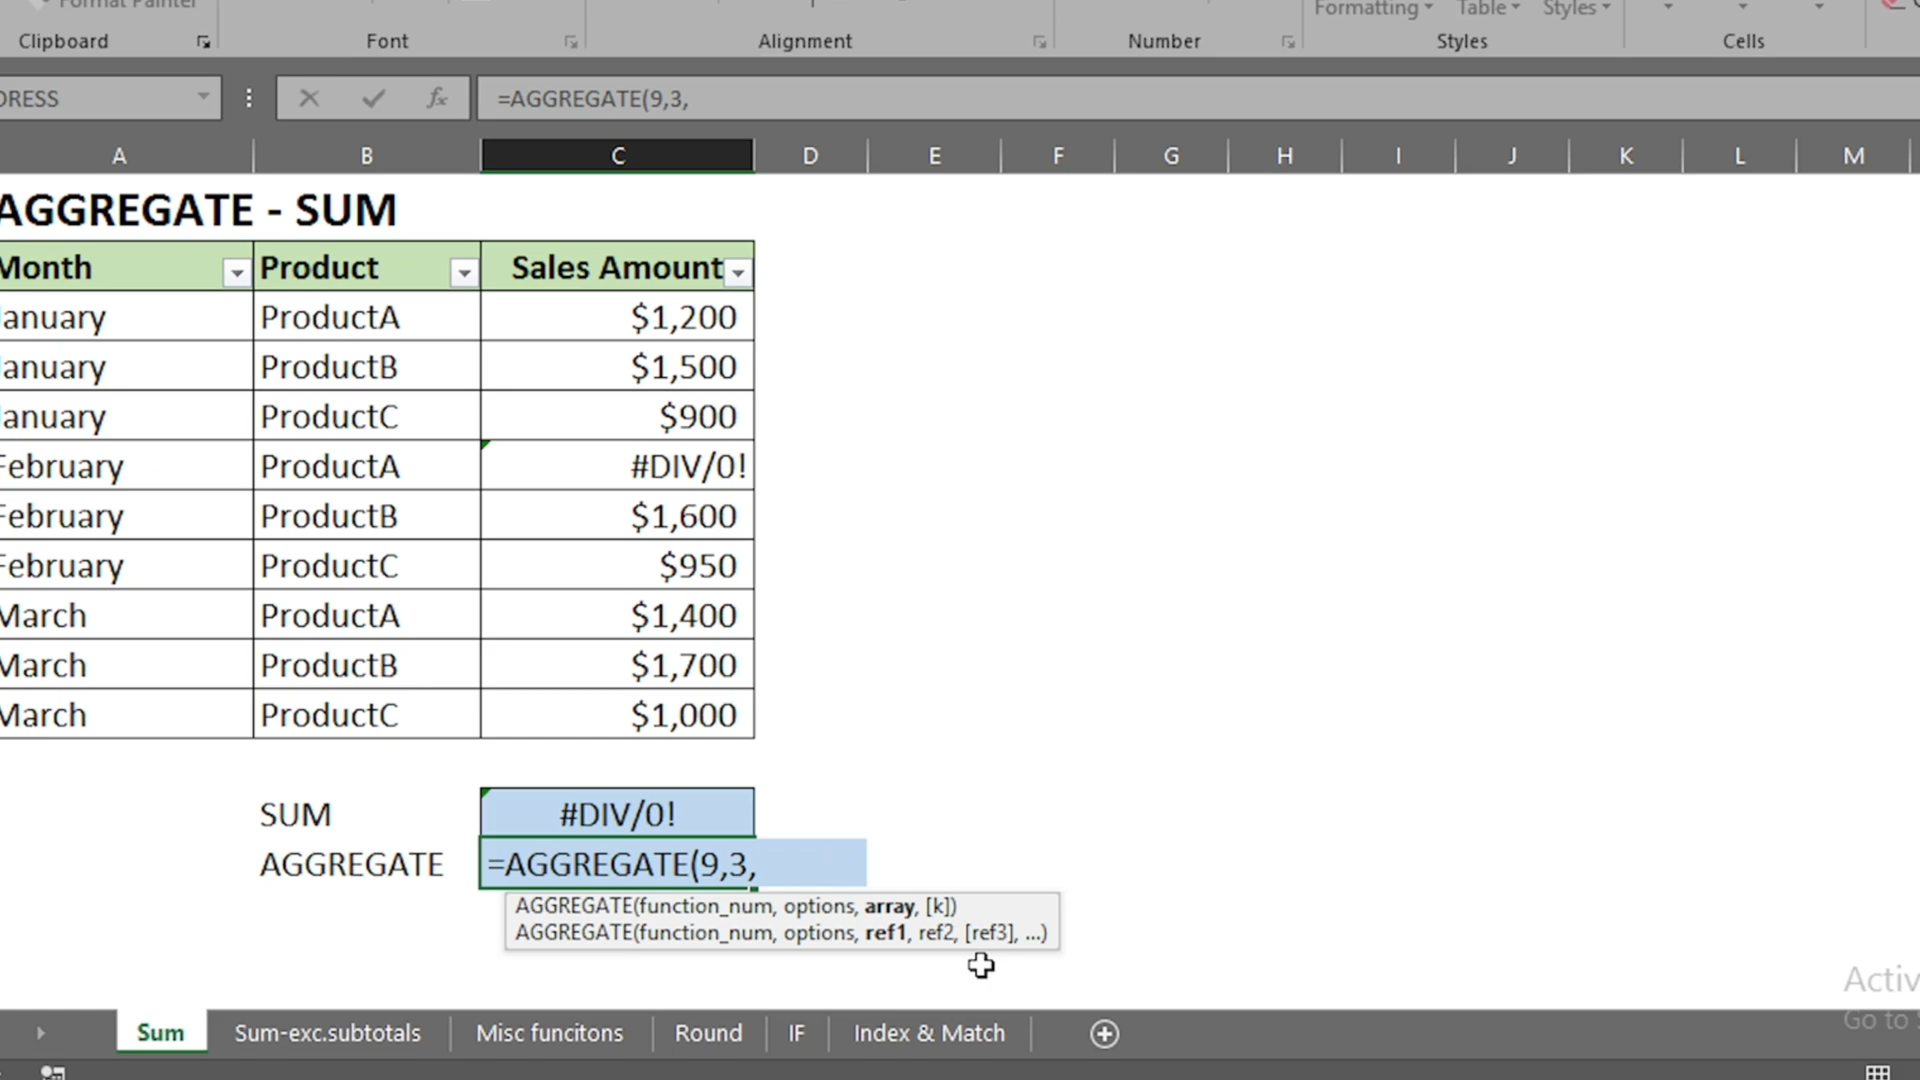 Format Painter
Formatting Table Styles
Clipboard Font Alignment Number Styles Cells
DRESS fx =AGGREGATE(9,3,
A B C D E F G H I J K L M
AGGREGATE - SUM
Month Product Sales Amount
January ProductA $1,200
January ProductB $1,500
January ProductC $900
February ProductA #DIV/0!
February ProductB $1,600
February ProductC $950
March ProductA $1,400
March ProductB $1,700
March ProductC $1,000
SUM #DIV/0!
AGGREGATE =AGGREGATE(9,3,
AGGREGATE(function_num, options, array, [k])
AGGREGATE(function_num, options, ref1, ref2, [ref3], ...)
Activ
Go to S
Sum Sum-exc.subtotals Misc funcitons Round IF Index & Match